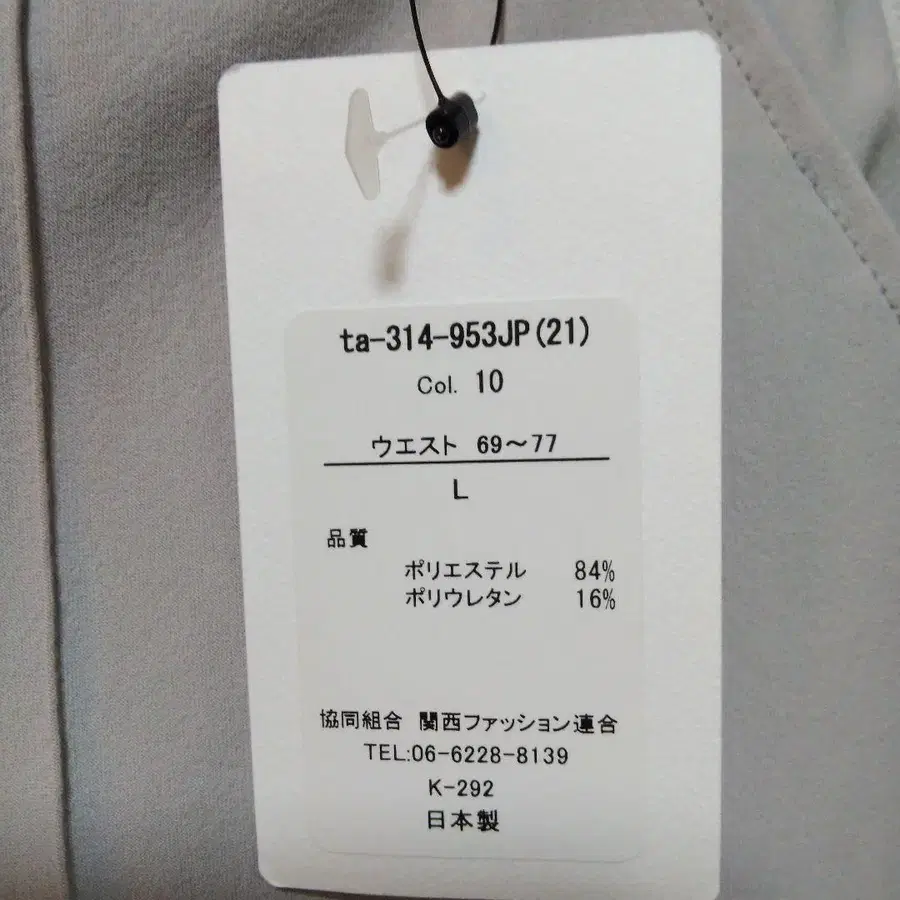 ta-314-953JP(21)
Col. 10
ウエスト 69～77
L
品質
ポリエステル 84%
ポリウレタン 16%
協同組合 関西ファッション連合
TEL:06-6228-8139
K-292
日本製